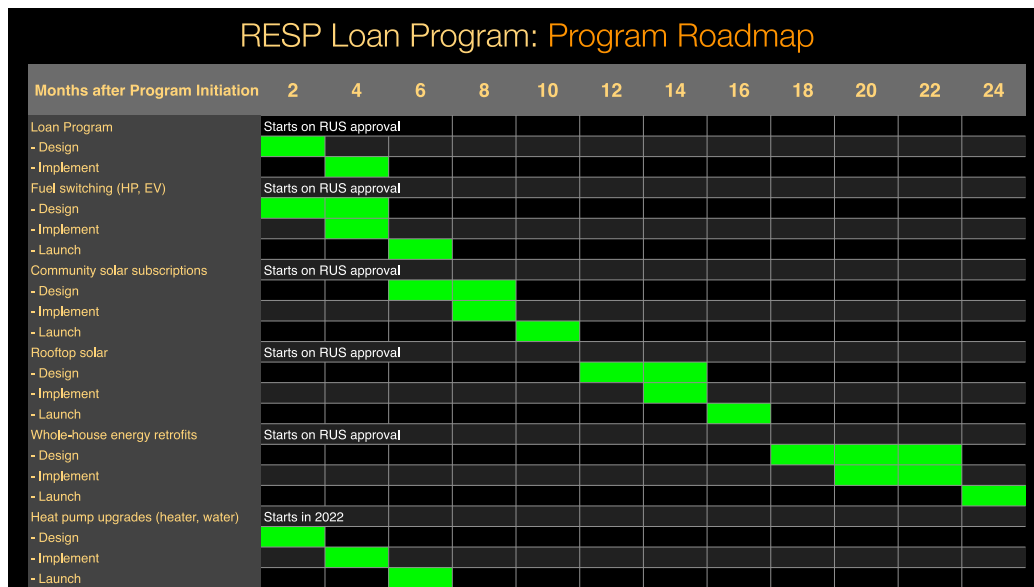 RESP Loan Program: Program Roadmap
Months after Program Initiation 2 4 6 8 10 12 14 16 18 20 22 24
Loan Program Starts on RUS approval
- Design
- Implement
Fuel switching (HP, EV) Starts on RUS approval
- Design
- Implement
- Launch
Community solar subscriptions Starts on RUS approval
- Design
- Implement
- Launch
Rooftop solar Starts on RUS approval
- Design
- Implement
- Launch
Whole-house energy retrofits Starts on RUS approval
- Design
- Implement
- Launch
Heat pump upgrades (heater, water) Starts in 2022
- Design
- Implement
- Launch